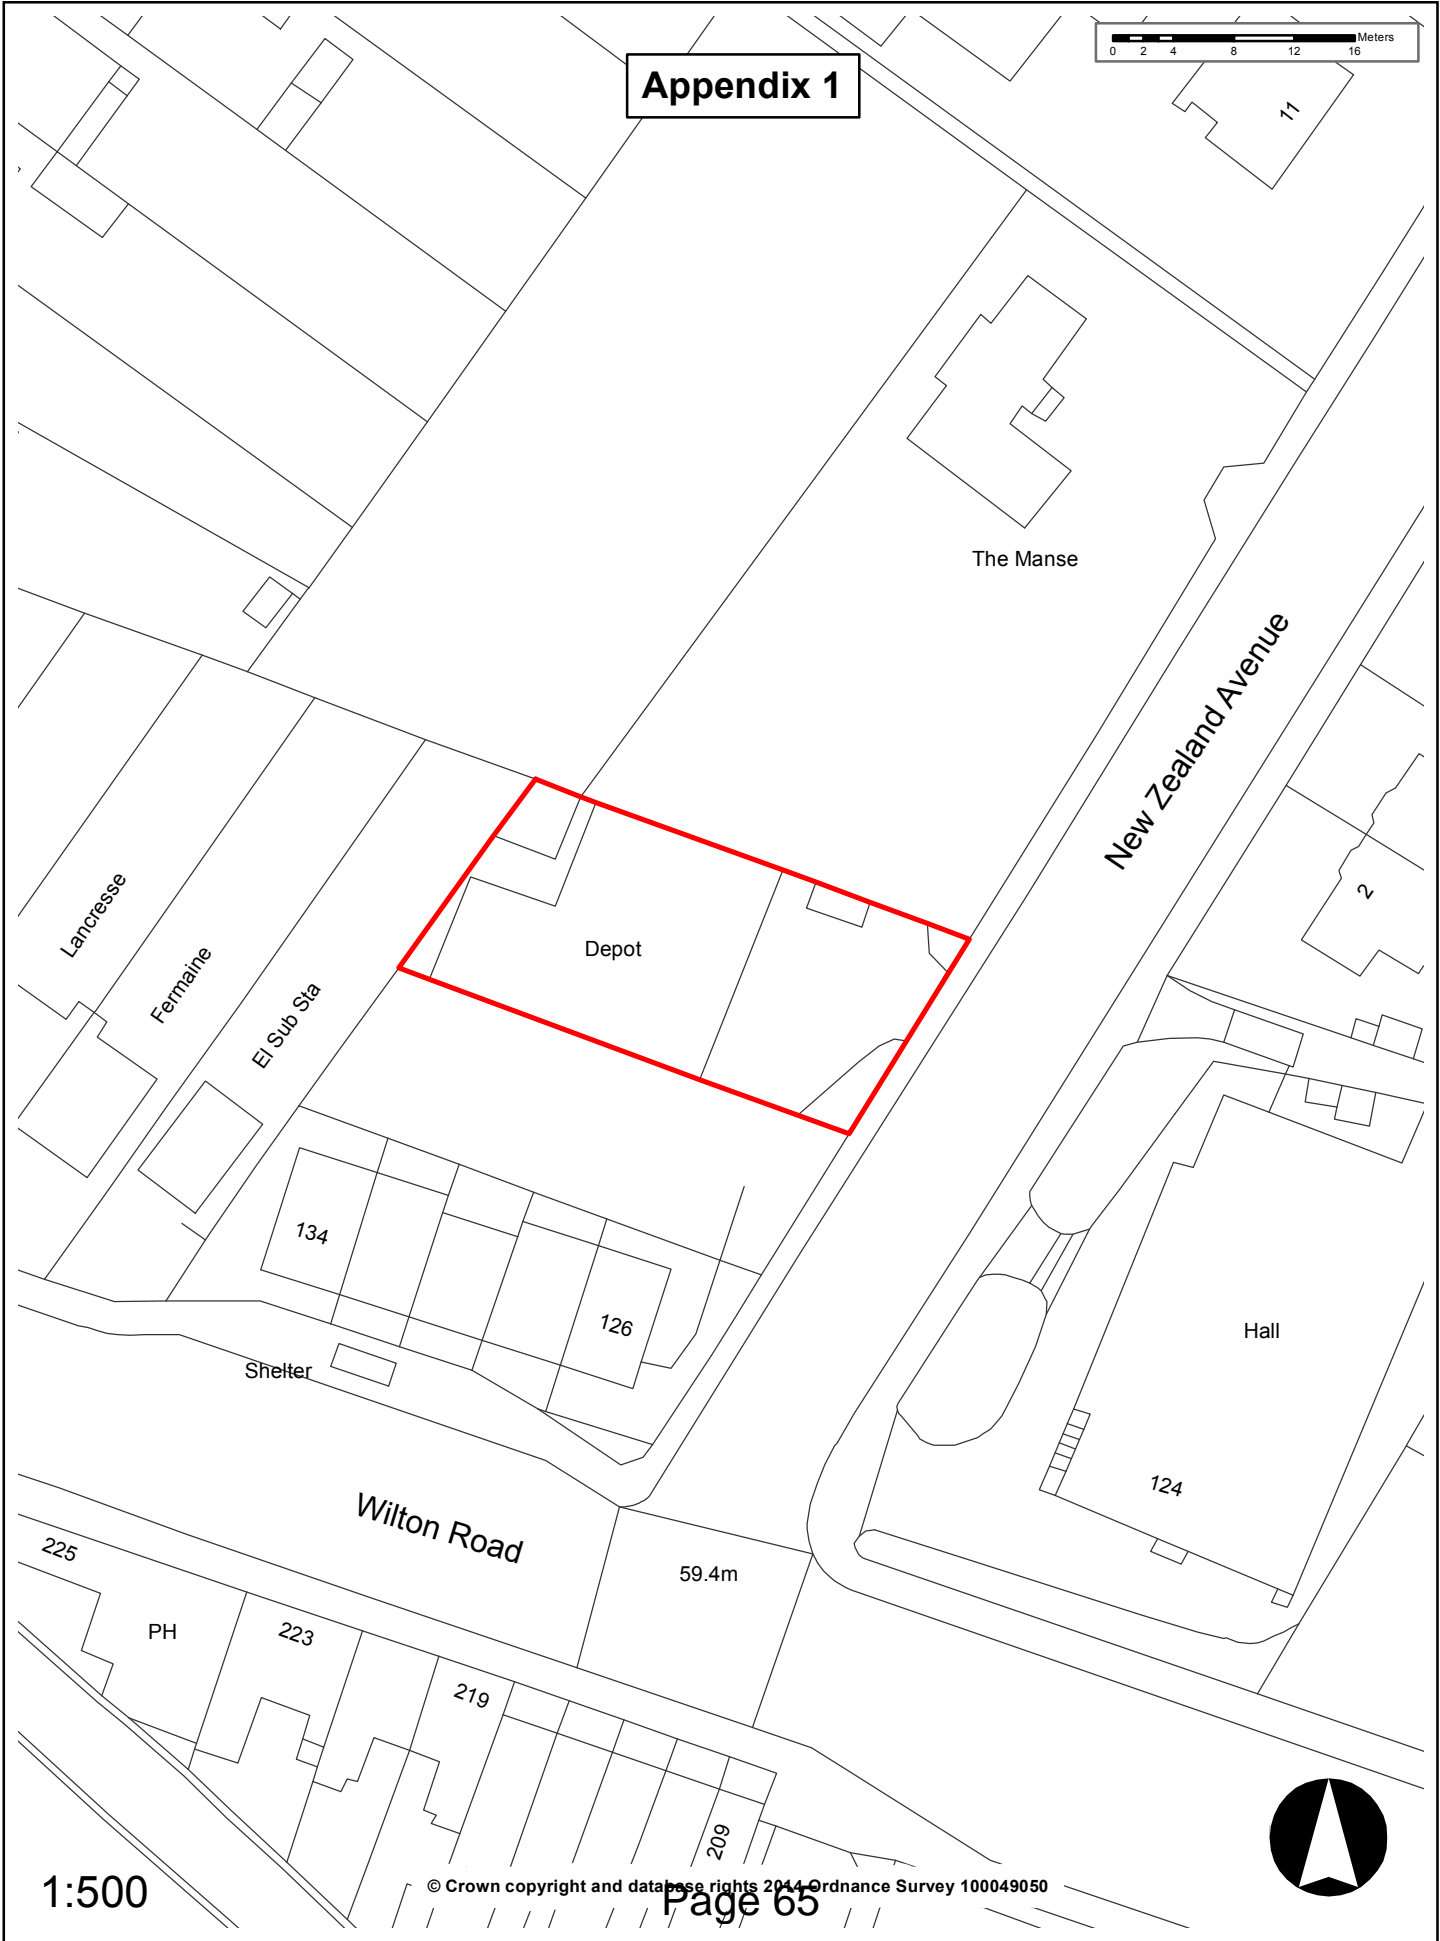 Appendix 1
Meters
0 2 4 8 12 16
11
The Manse
New Zealand Avenue
2
Lancresse
Fermaine
El Sub Sta
Depot
134
126
Shelter
Hall
124
Wilton Road
59.4m
225
PH
223
219
209
1:500
© Crown copyright and database rights 2014 Ordnance Survey 100049050
Page 65